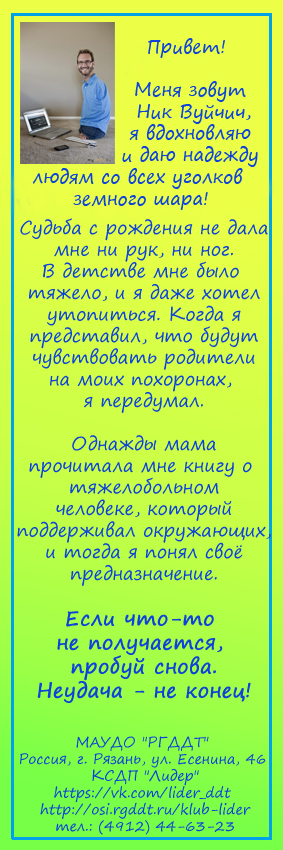 Привет!
Меня зовут
Ник Вуйчич,
я вдохновляю
и даю надежду
людям со всех уголков
земного шара!
Судьба с рождения не дала
мне ни рук, ни ног.
В детстве мне было
тяжело, и я даже хотел
утопиться. Когда я
представил, что будут
чувствовать родители
на моих похоронах,
я передумал.
Однажды мама
прочитала мне книгу о
тяжелобольном
человеке, который
поддерживал окружающих,
и тогда я понял своё
предназначение.
Если что-то
не получается,
пробуй снова.
Неудача - не конец!
МАУДО "РГДДТ"
Россия, г. Рязань, ул. Есенина, 46
КСДП "Лидер"
https://vk.com/lider_ddt
http://osi.rgddt.ru/klub-lider
тел.: (4912) 44-63-23